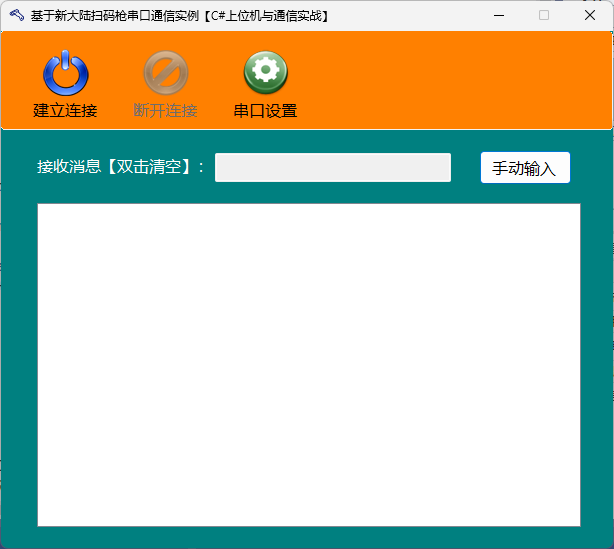 基于新大陆扫码枪串口通信实例【C#上位机与通信实战】
建立连接 断开连接 串口设置
接收消息【双击清空】： 手动输入